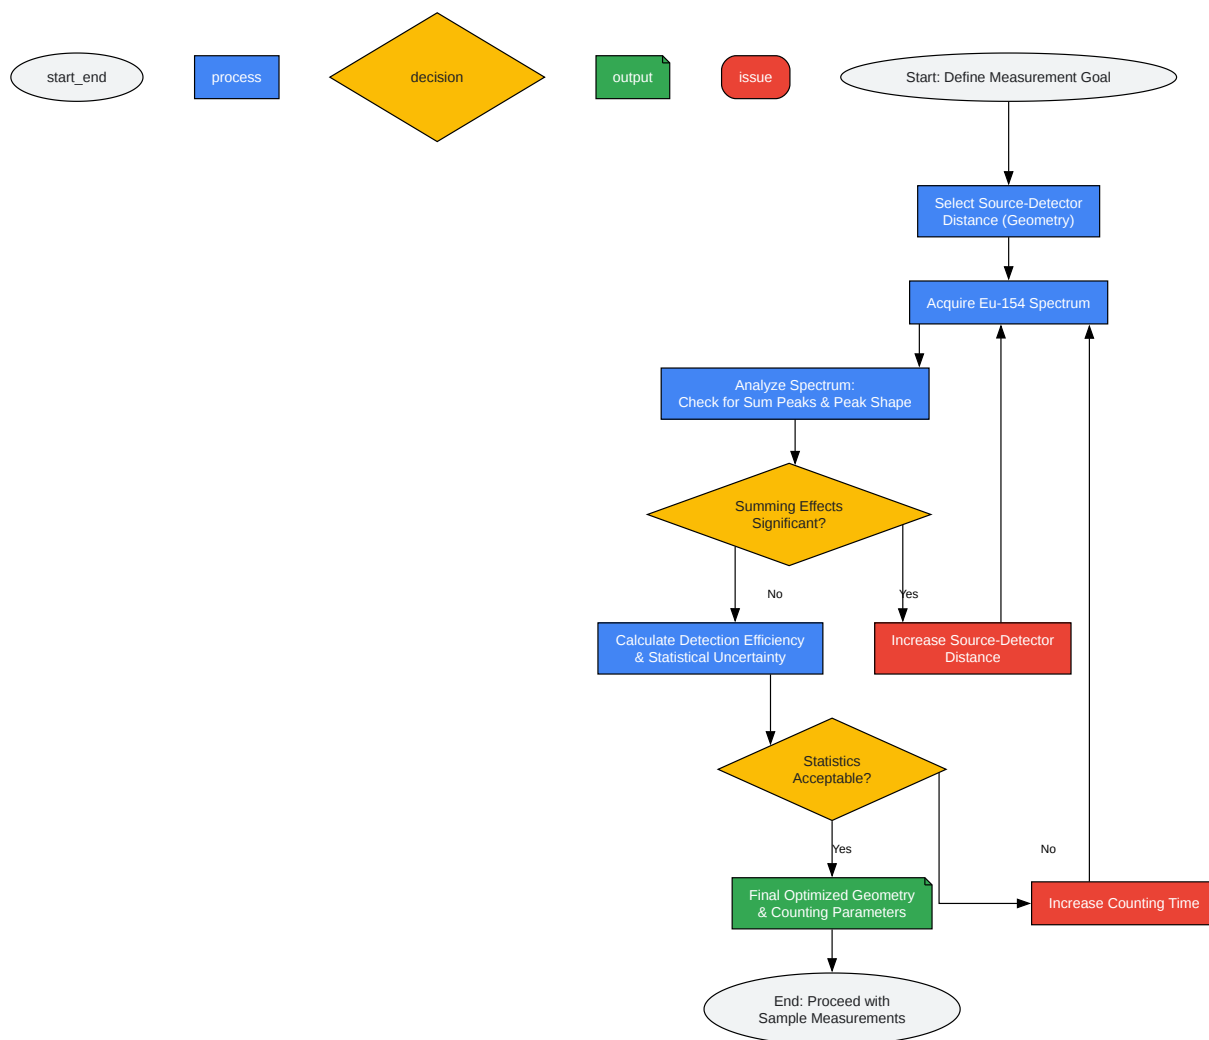 start_end
process
decision
output
issue
Start: Define Measurement Goal
Select Source-Detector
Distance (Geometry)
Acquire Eu-154 Spectrum
Analyze Spectrum:
Check for Sum Peaks & Peak Shape
Summing Effects
Significant?
No
Yes
Calculate Detection Efficiency
& Statistical Uncertainty
Increase Source-Detector
Distance
Statistics
Acceptable?
Yes
No
Final Optimized Geometry
& Counting Parameters
Increase Counting Time
End: Proceed with
Sample Measurements